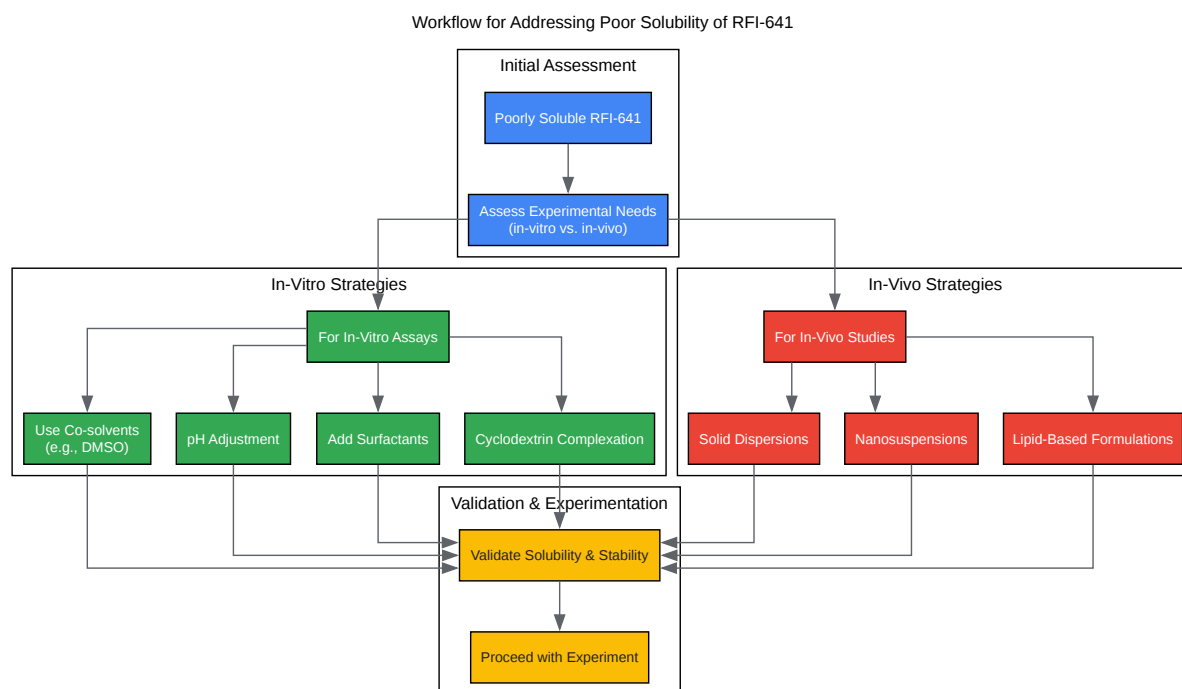 Workflow for Addressing Poor Solubility of RFI-641
Initial Assessment
Poorly Soluble RFI-641
Assess Experimental Needs
(in-vitro vs. in-vivo)
In-Vitro Strategies
In-Vivo Strategies
For In-Vitro Assays
For In-Vivo Studies
Use Co-solvents
(e.g., DMSO)
pH Adjustment
Add Surfactants
Cyclodextrin Complexation
Solid Dispersions
Nanosuspensions
Lipid-Based Formulations
Validation & Experimentation
Validate Solubility & Stability
Proceed with Experiment